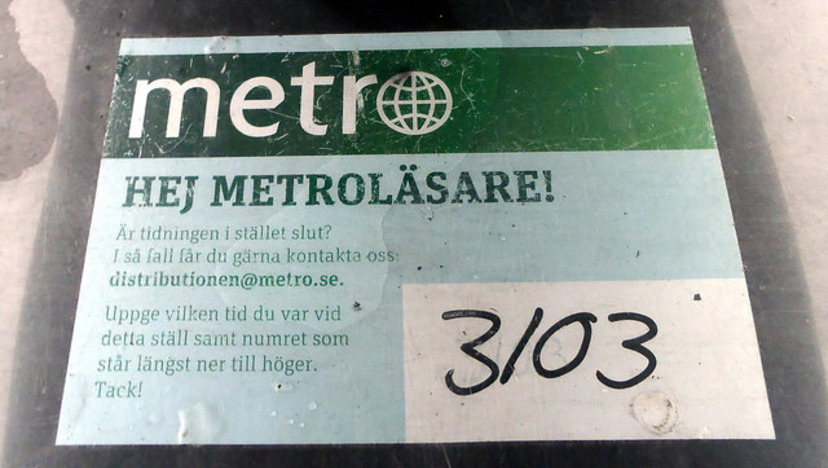 metro
HEJ METROLÄSARE!
Är tidningen i stället slut?
I så fall får du gärna kontakta oss:
distributionen@metro.se.
Uppge vilken tid du var vid
detta ställ samt numret som
står längst ner till höger.
Tack!
3103